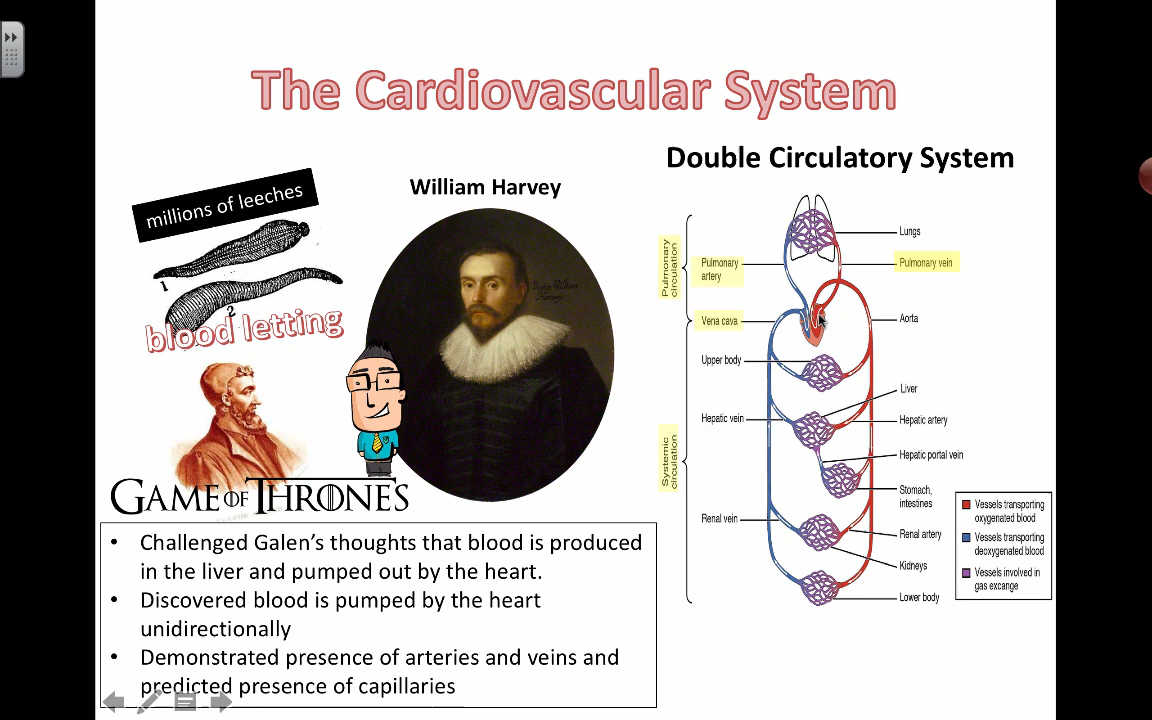 The Cardiovascular System
Double Circulatory System
millions of leeches
1
2
blood letting
William Harvey
GAME OF THRONES
• Challenged Galen’s thoughts that blood is produced
in the liver and pumped out by the heart.
• Discovered blood is pumped by the heart
unidirectionally
• Demonstrated presence of arteries and veins and
predicted presence of capillaries
Pulmonary
circulation
Systemic
circulation
Lungs
Pulmonary
artery
Pulmonary vein
Vena cava
Aorta
Upper body
Liver
Hepatic vein
Hepatic artery
Hepatic portal vein
Stomach,
intestines
Renal vein
Renal artery
Kidneys
Lower body
Vessels transporting
oxygenated blood
Vessels transporting
deoxygenated blood
Vessels involved in
gas excange